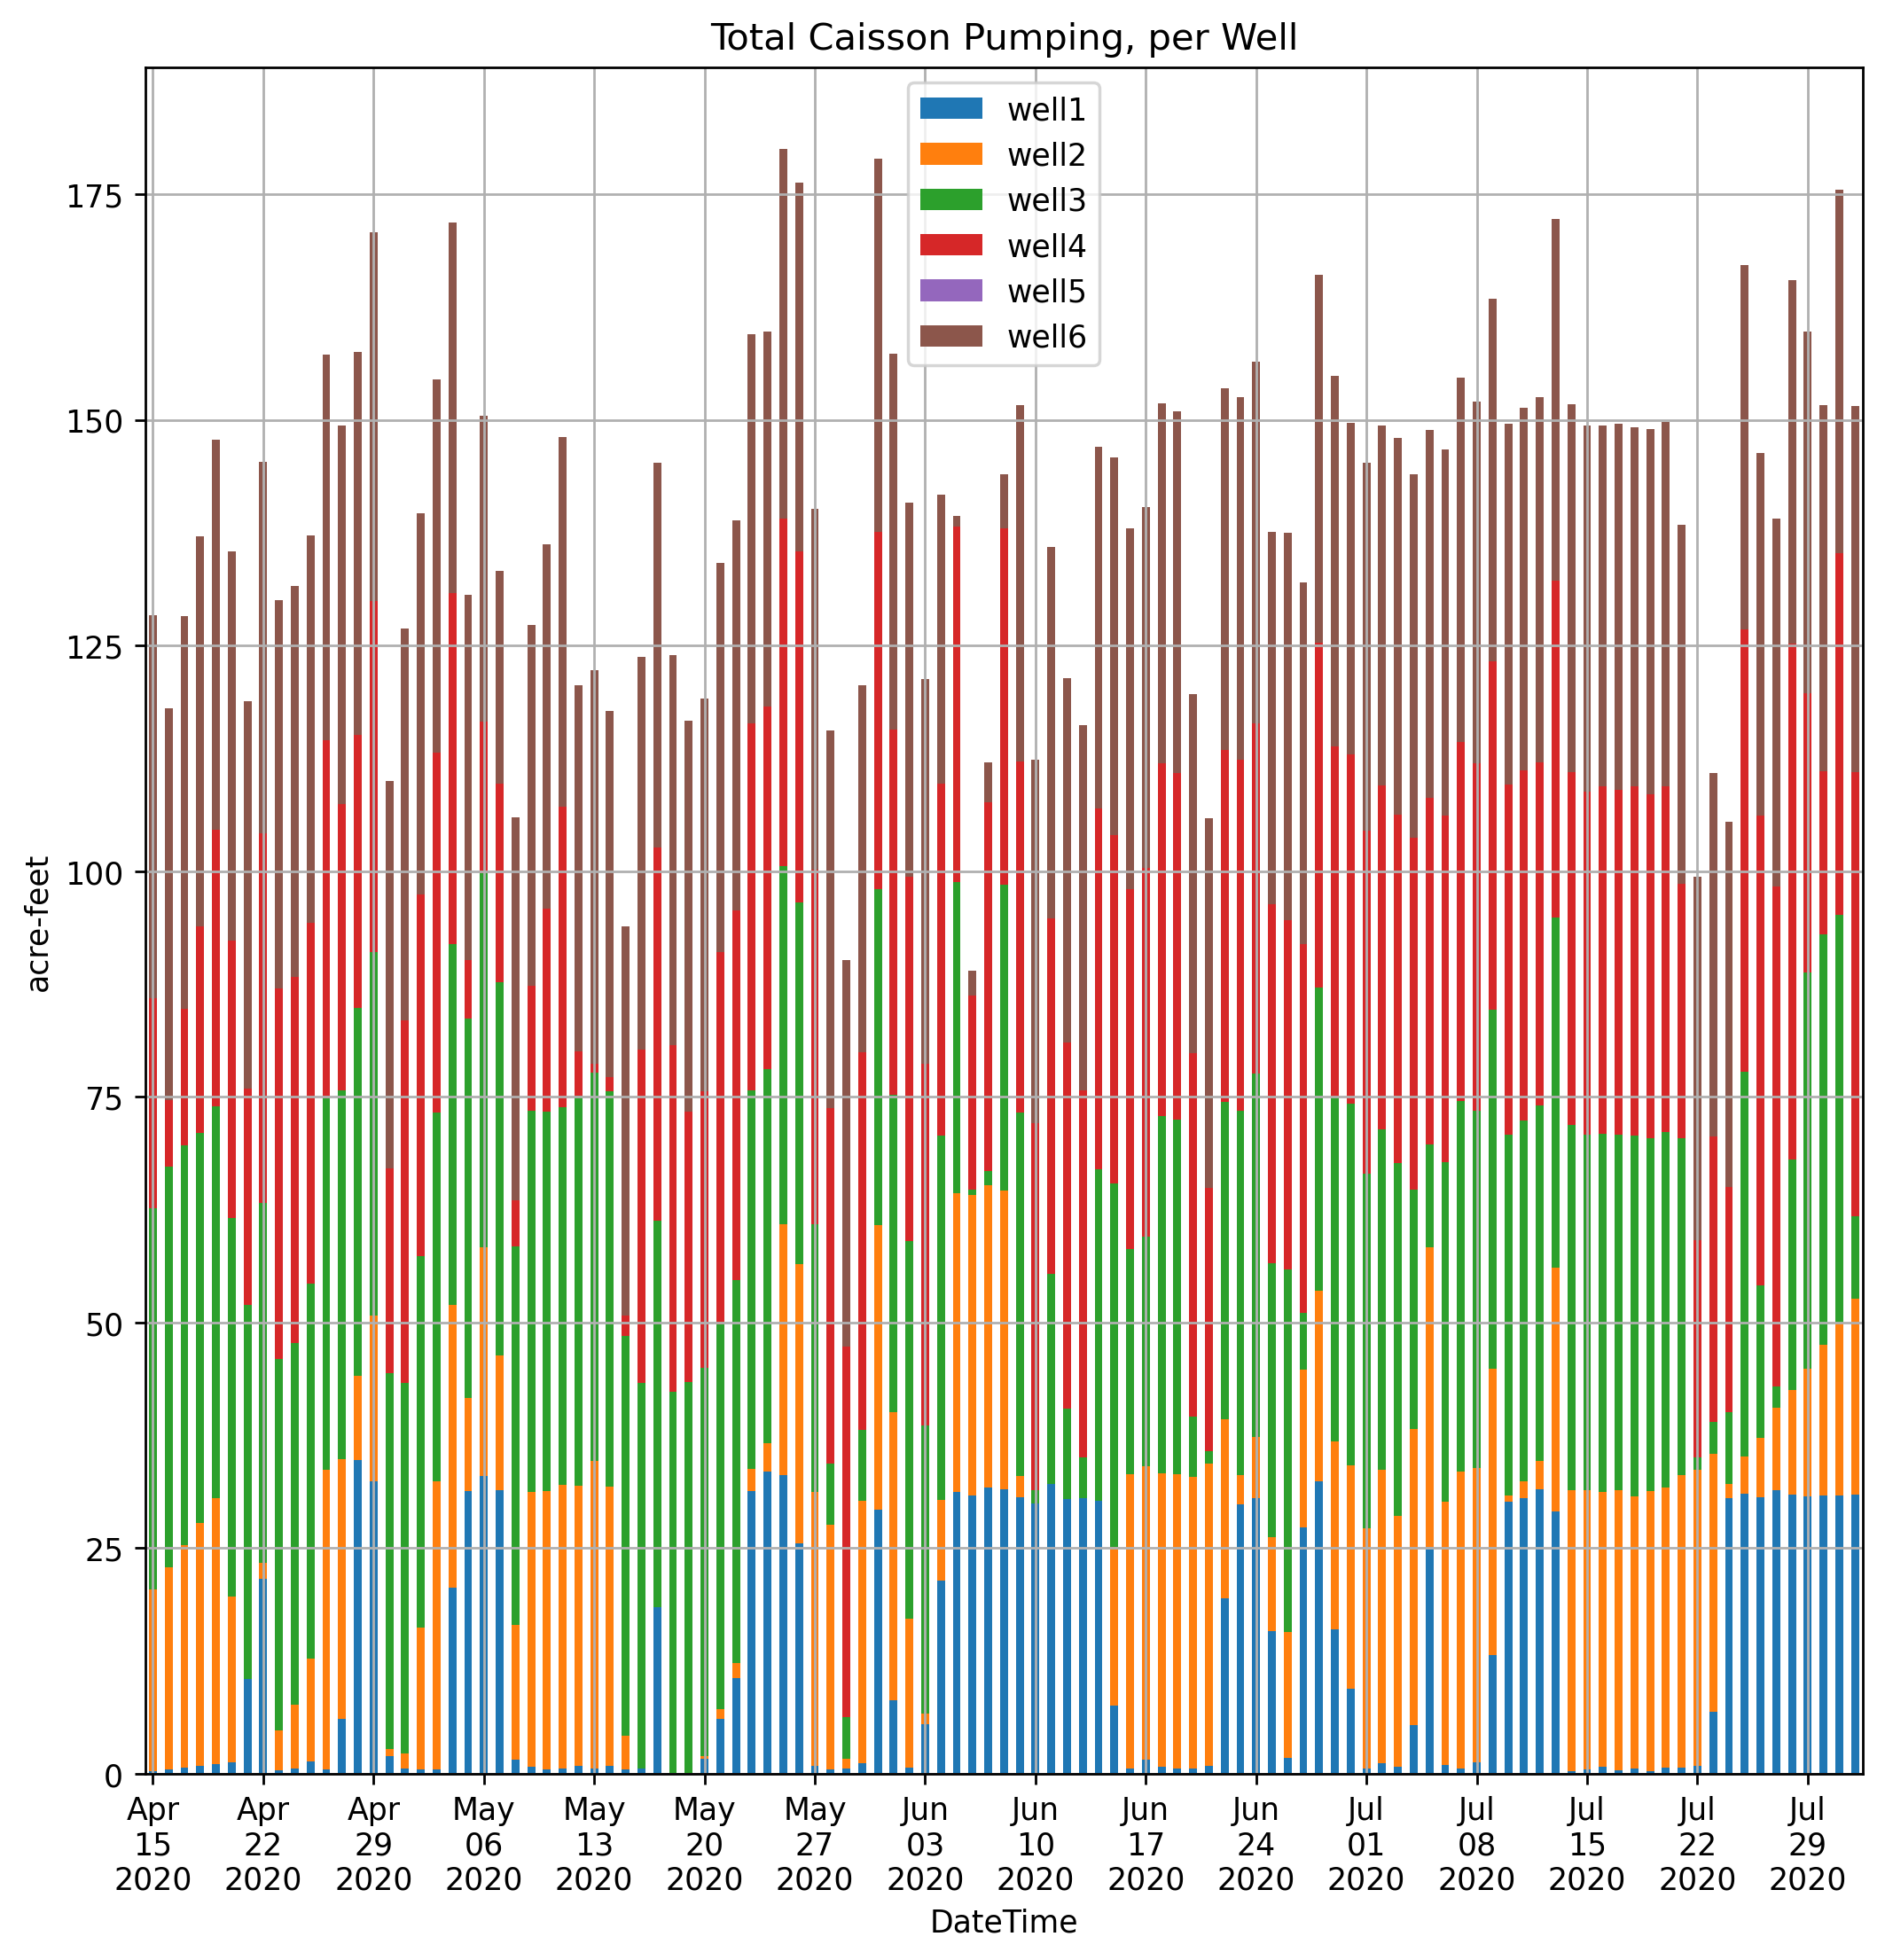 Total Caisson Pumping, per Well
well1
well2
well3
well4
well5
well6
175
150
125
100
75
50
25
0
acre-feet
Apr 15 2020
Apr 22 2020
Apr 29 2020
May 06 2020
May 13 2020
May 20 2020
May 27 2020
Jun 03 2020
Jun 10 2020
Jun 17 2020
Jun 24 2020
Jul 01 2020
Jul 08 2020
Jul 15 2020
Jul 22 2020
Jul 29 2020
DateTime